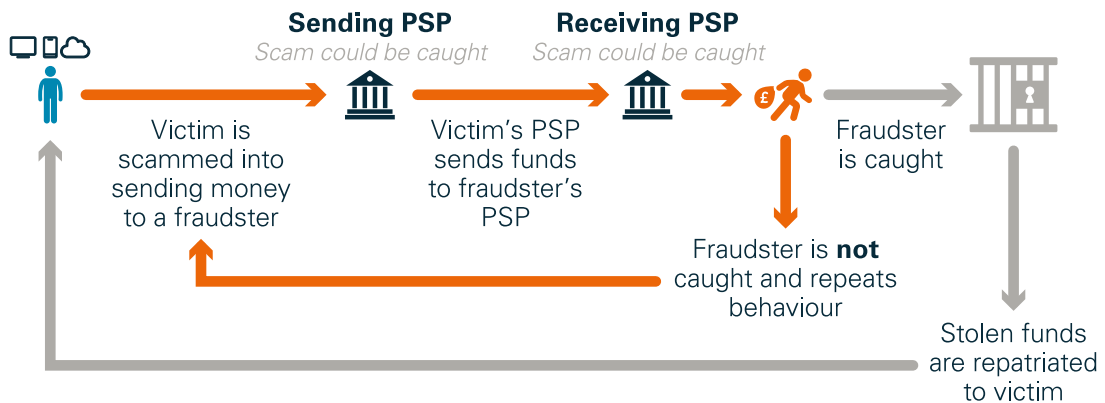 Sending PSP
Scam could be caught
Receiving PSP
Scam could be caught
£
Victim is
scammed into
sending money
to a fraudster
Victim's PSP
sends funds
to fraudster's
PSP
Fraudster
is caught
Fraudster is not
caught and repeats
behaviour
Stolen funds
are repatriated
to victim